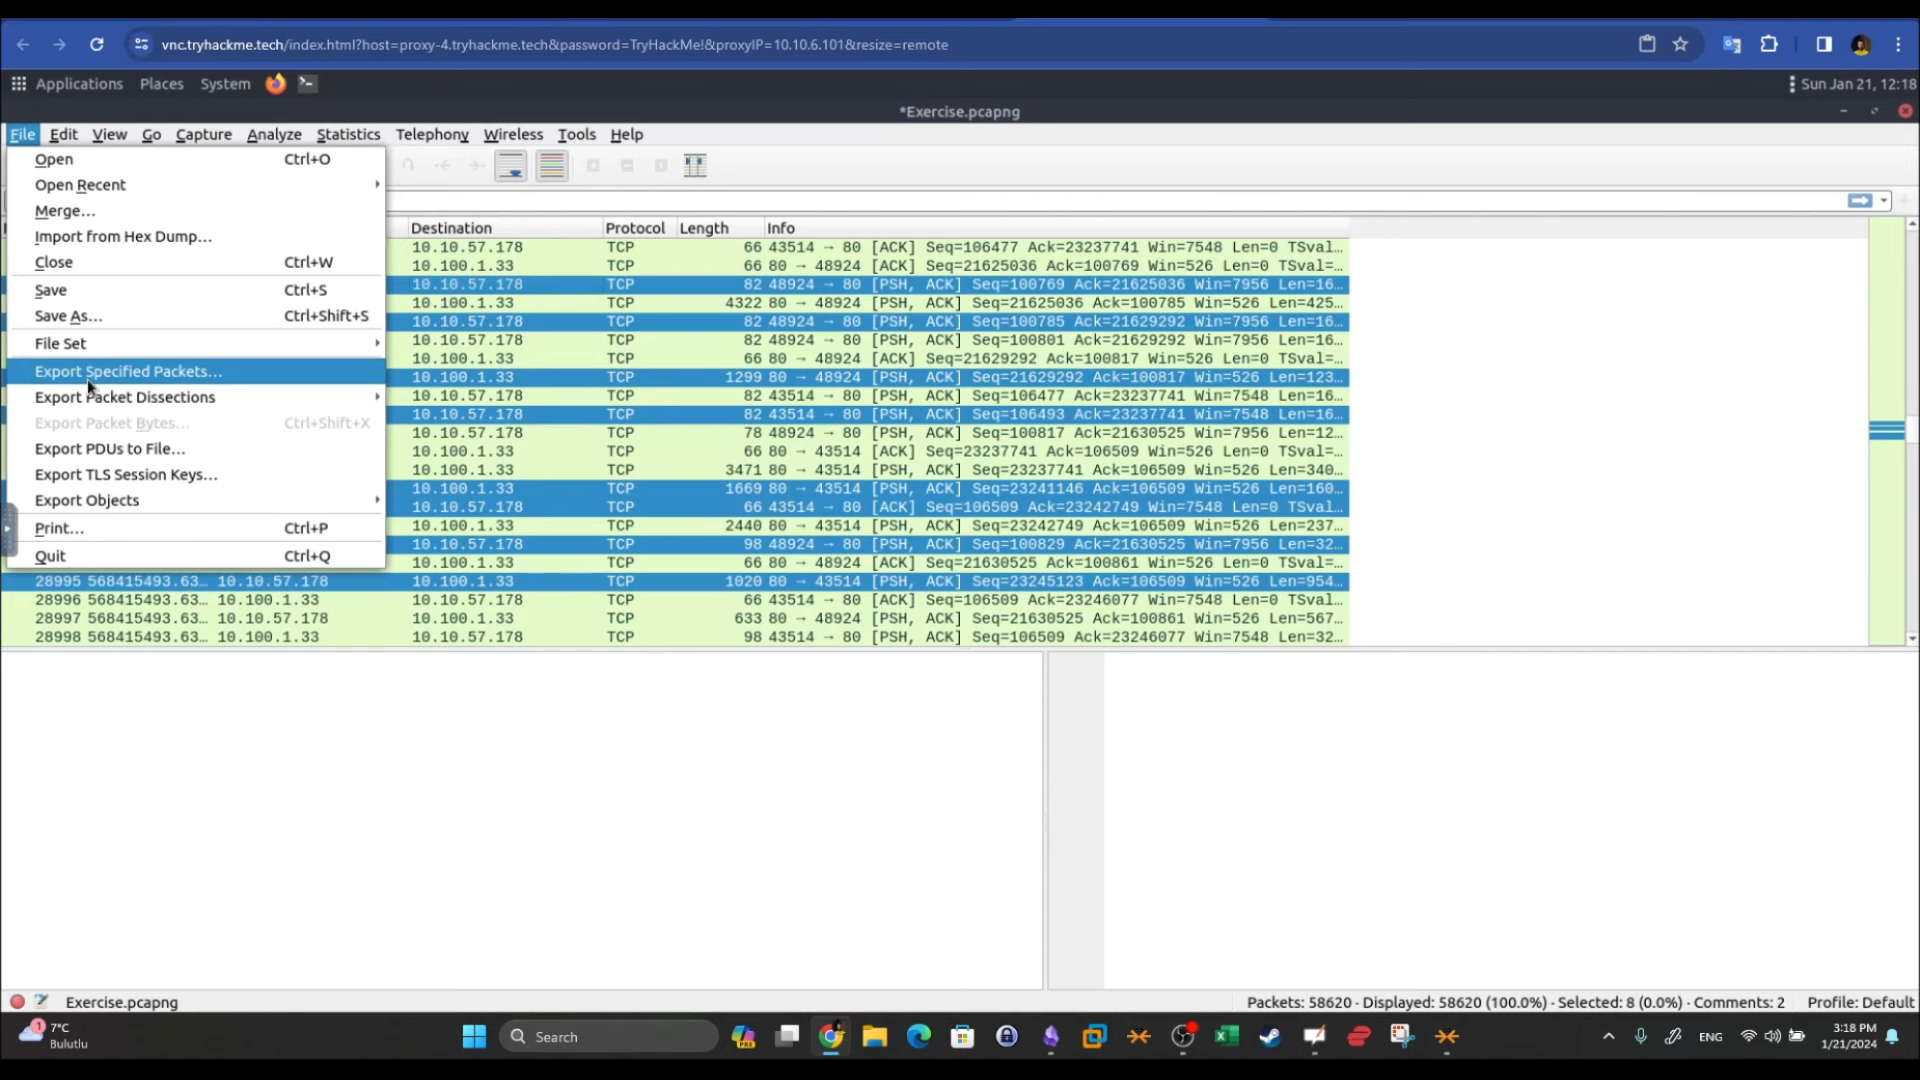 vnc.tryhackme.tech/index.html?host=proxy-4.tryhackme.tech&password=TryHackMe!&proxyIP=10.10.6.101&resize=remote
Applications Places System Sun Jan 21, 12:18
*Exercise.pcapng
File Edit View Go Capture Analyze Statistics Telephony Wireless Tools Help
Open Ctrl+O
Open Recent
Merge...
Import from Hex Dump...
Close Ctrl+W
Save Ctrl+S
Save As... Ctrl+Shift+S
File Set
Export Specified Packets...
Export Packet Dissections
Export Packet Bytes... Ctrl+Shift+X
Export PDUs to File...
Export TLS Session Keys...
Export Objects
Print... Ctrl+P
Quit Ctrl+Q
Destination Protocol Length Info
10.10.57.178 TCP 66 43514 → 80 [ACK] Seq=106477 Ack=23237741 Win=7548 Len=0 TSval...
10.100.1.33 TCP 66 80 → 48924 [ACK] Seq=21625036 Ack=100769 Win=526 Len=0 TSval=...
10.10.57.178 TCP 82 48924 → 80 [PSH, ACK] Seq=100769 Ack=21625036 Win=7956 Len=16...
10.100.1.33 TCP 4322 80 → 48924 [PSH, ACK] Seq=21625036 Ack=100785 Win=526 Len=425...
10.10.57.178 TCP 82 48924 → 80 [PSH, ACK] Seq=100785 Ack=21629292 Win=7956 Len=16...
10.10.57.178 TCP 82 48924 → 80 [PSH, ACK] Seq=100801 Ack=21629292 Win=7956 Len=16...
10.100.1.33 TCP 66 80 → 48924 [ACK] Seq=21629292 Ack=100817 Win=526 Len=0 TSval=...
10.100.1.33 TCP 1299 80 → 48924 [PSH, ACK] Seq=21629292 Ack=100817 Win=526 Len=123...
10.10.57.178 TCP 82 43514 → 80 [PSH, ACK] Seq=106477 Ack=23237741 Win=7548 Len=16...
10.10.57.178 TCP 82 43514 → 80 [PSH, ACK] Seq=106493 Ack=23237741 Win=7548 Len=16...
10.10.57.178 TCP 78 48924 → 80 [PSH, ACK] Seq=100817 Ack=21630525 Win=7956 Len=12...
10.100.1.33 TCP 66 80 → 43514 [ACK] Seq=23237741 Ack=106509 Win=526 Len=0 TSval=...
10.100.1.33 TCP 3471 80 → 43514 [PSH, ACK] Seq=23237741 Ack=106509 Win=526 Len=340...
10.100.1.33 TCP 1669 80 → 43514 [PSH, ACK] Seq=23241146 Ack=106509 Win=526 Len=160...
10.10.57.178 TCP 66 43514 → 80 [ACK] Seq=106509 Ack=23242749 Win=7548 Len=0 TSval...
10.100.1.33 TCP 2440 80 → 43514 [PSH, ACK] Seq=23242749 Ack=106509 Win=526 Len=237...
10.10.57.178 TCP 98 48924 → 80 [PSH, ACK] Seq=100829 Ack=21630525 Win=7956 Len=32...
10.100.1.33 TCP 66 80 → 48924 [ACK] Seq=21630525 Ack=100861 Win=526 Len=0 TSval=...
28995 568415493.63... 10.10.57.178 10.100.1.33 TCP 1020 80 → 43514 [PSH, ACK] Seq=23245123 Ack=106509 Win=526 Len=954...
28996 568415493.63... 10.100.1.33 10.10.57.178 TCP 66 43514 → 80 [ACK] Seq=106509 Ack=23246077 Win=7548 Len=0 TSval...
28997 568415493.63... 10.10.57.178 10.100.1.33 TCP 633 80 → 48924 [PSH, ACK] Seq=21630525 Ack=100861 Win=526 Len=567...
28998 568415493.63... 10.100.1.33 10.10.57.178 TCP 98 43514 → 80 [PSH, ACK] Seq=106509 Ack=23246077 Win=7548 Len=32...
Exercise.pcapng Packets: 58620 · Displayed: 58620 (100.0%) · Selected: 8 (0.0%) · Comments: 2 Profile: Default
1 7°C
Bulutlu
Search
PRE
ENG
3:18 PM
1/21/2024